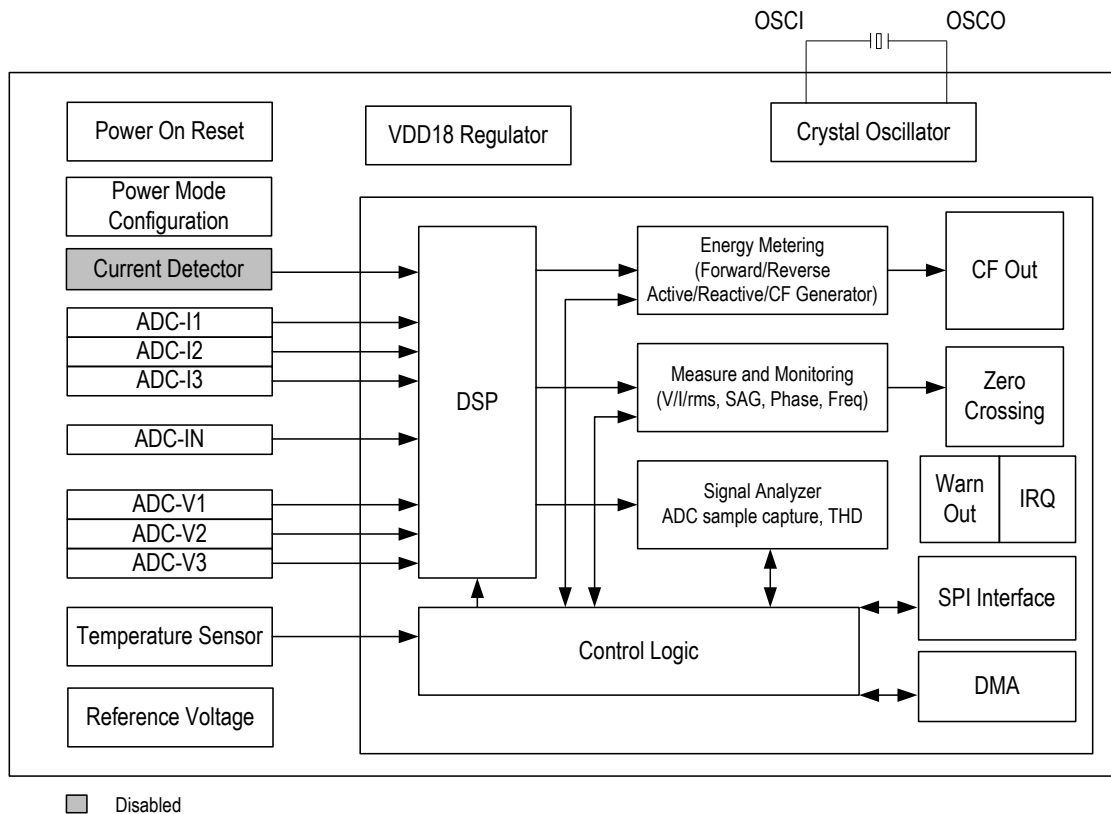 OSCI
OSCO
Power On Reset
VDD18 Regulator
Crystal Oscillator
Power Mode
Configuration
Current Detector
ADC-I1
ADC-I2
ADC-I3
ADC-IN
ADC-V1
ADC-V2
ADC-V3
Temperature Sensor
Reference Voltage
DSP
Energy Metering
(Forward/Reverse
Active/Reactive/CF Generator)
CF Out
Measure and Monitoring
(V/I/rms, SAG, Phase, Freq)
Zero
Crossing
Signal Analyzer
ADC sample capture, THD
Warn
Out
IRQ
Control Logic
SPI Interface
DMA
Disabled